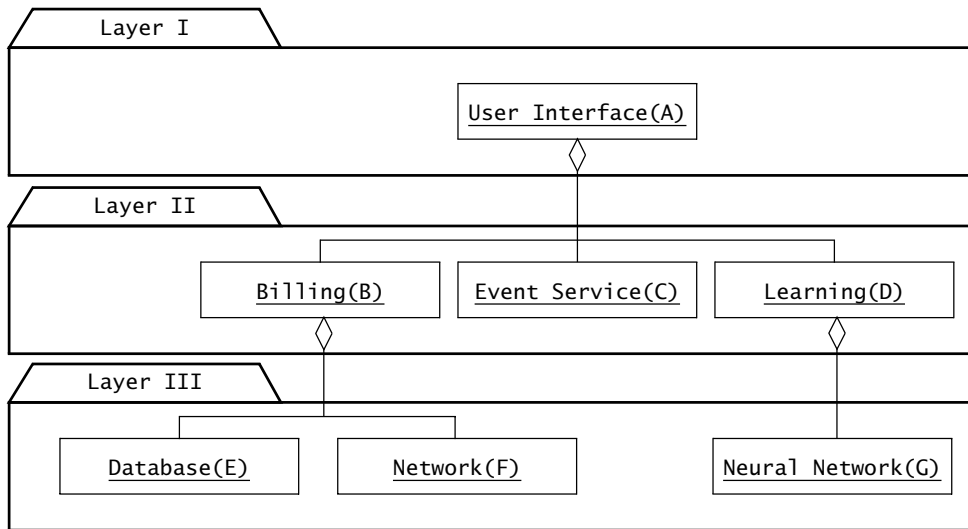 Layer I
User Interface(A)
Layer II
Billing(B)
Event Service(C)
Learning(D)
Layer III
Database(E)
Network(F)
Neural Network(G)